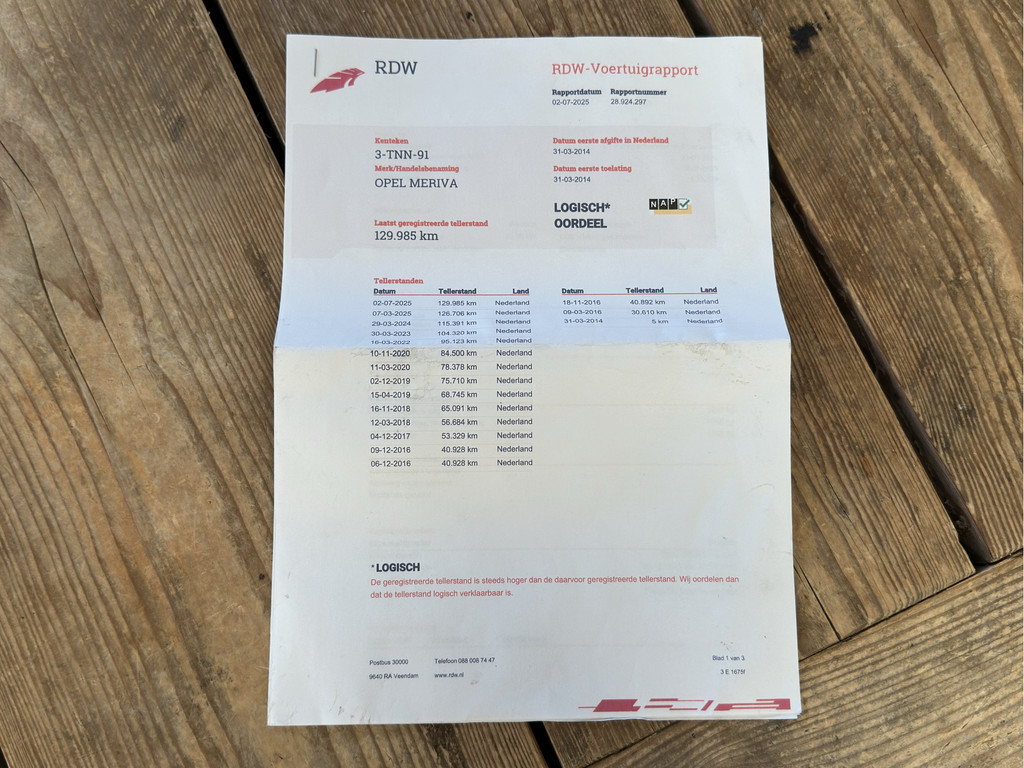 RDW
RDW-Voertuigrapport
Rapportdatum Rapportnummer
02-07-2025 28.924.297
Kenteken
3-TNN-91
Merk/Handelsbenaming
OPEL MERIVA
Laatst geregistreerde tellerstand
129.985 km
Datum eerste afgifte in Nederland
31-03-2014
Datum eerste toelating
31-03-2014
LOGISCH*
OORDEEL
NAP
Tellerstanden
Datum Tellerstand Land
02-07-2025 129.985 km Nederland
07-03-2025 126.706 km Nederland
29-03-2024 115.391 km Nederland
30-03-2023 104.320 km Nederland
16-03-2022 95.123 km Nederland
10-11-2020 84.500 km Nederland
11-03-2020 78.378 km Nederland
02-12-2019 75.710 km Nederland
15-04-2019 68.745 km Nederland
16-11-2018 65.091 km Nederland
12-03-2018 56.684 km Nederland
04-12-2017 53.329 km Nederland
09-12-2016 40.928 km Nederland
06-12-2016 40.928 km Nederland
Datum Tellerstand Land
18-11-2016 40.892 km Nederland
09-03-2016 30.610 km Nederland
31-03-2014 5 km Nederland
*LOGISCH
De geregistreerde tellerstand is steeds hoger dan de daarvoor geregistreerde tellerstand. Wij oordelen dan
dat de tellerstand logisch verklaarbaar is.
Postbus 30000 Telefoon 088 008 74 47
9640 RA Veendam www.rdw.nl
Blad 1 van 3
3 E 1675f